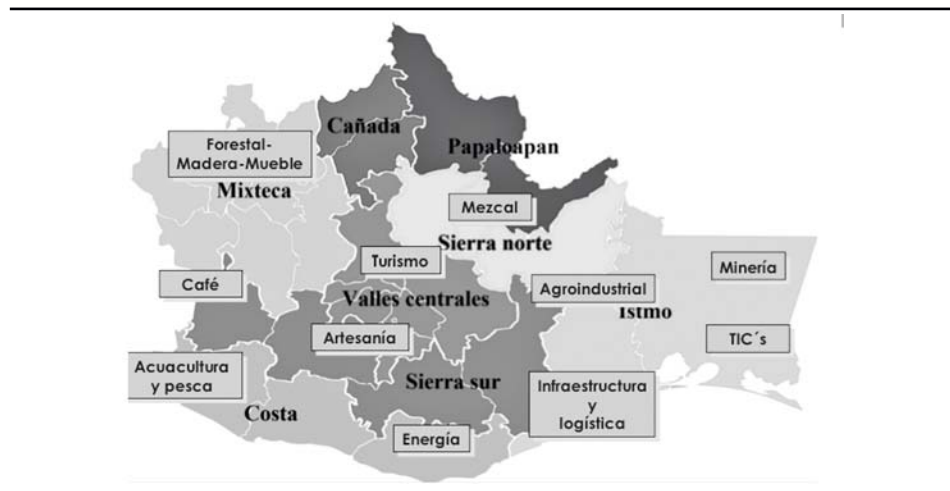 Cañada
Forestal-
Madera-Mueble
Papaloapan
Mixteca
Mezcal
Sierra norte
Turismo
Minería
Café
Agroindustrial
Valles centrales
Istmo
Artesanía
TIC´s
Acuacultura
y pesca
Sierra sur
Infraestructura
y
logística
Costa
Energía